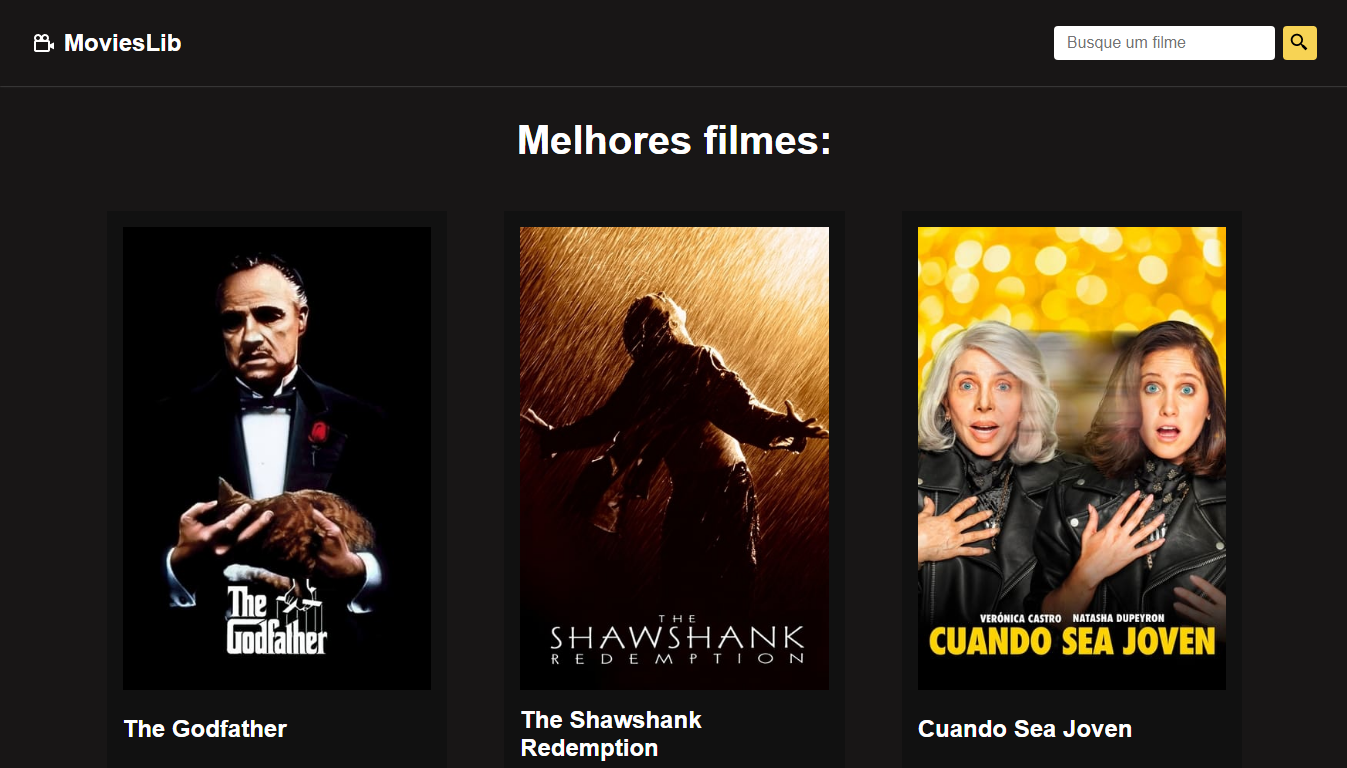 MoviesLib
Busque um filme
Melhores filmes:
The
Godfather
THE
SHAWSHANK
REDEMPTION
VERÓNICA CASTRO NATASHA DUPEYRON
CUANDO SEA JOVEN
The Godfather
The Shawshank
Redemption
Cuando Sea Joven